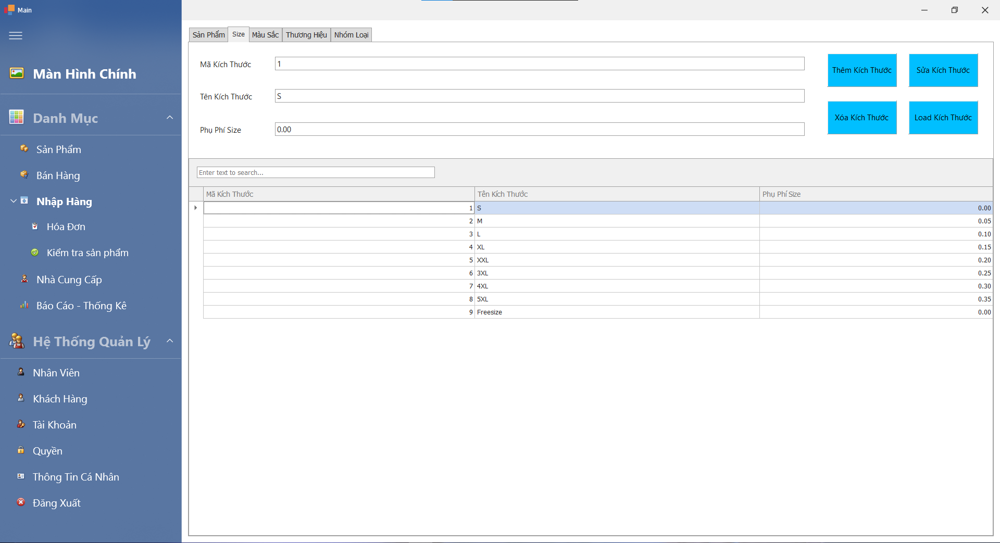 Main
Màn Hình Chính
Danh Mục
Sản Phẩm
Bán Hàng
Nhập Hàng
Hóa Đơn
Kiểm tra sản phẩm
Nhà Cung Cấp
Báo Cáo - Thống Kê
Hệ Thống Quản Lý
Nhân Viên
Khách Hàng
Tài Khoản
Quyền
Thông Tin Cá Nhân
Đăng Xuất
Sản Phẩm Size Màu Sắc Thương Hiệu Nhóm Loại
Mã Kích Thước 1
Tên Kích Thước S
Phụ Phí Size 0.00
Thêm Kích Thước Sửa Kích Thước
Xóa Kích Thước Load Kích Thước
Enter text to search...
Mã Kích Thước Tên Kích Thước Phụ Phí Size
1 S 0.00
2 M 0.05
3 L 0.10
4 XL 0.15
5 XXL 0.20
6 3XL 0.25
7 4XL 0.30
8 5XL 0.35
9 Freesize 0.00